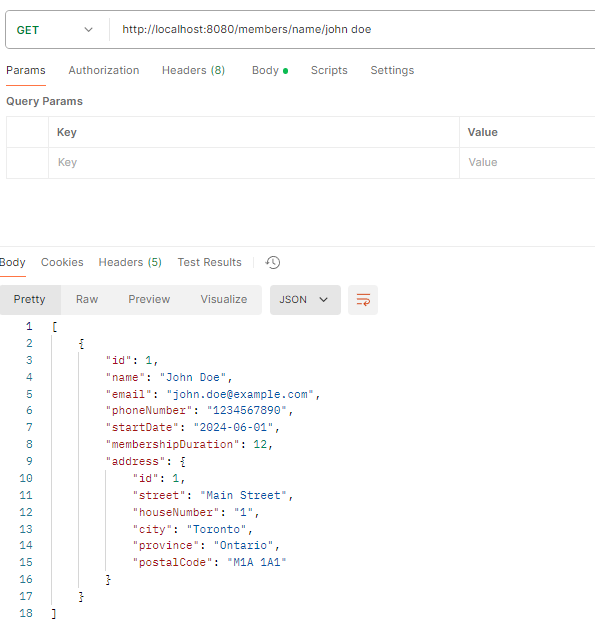 GET http://localhost:8080/members/name/john doe
Params Authorization Headers (8) Body Scripts Settings
Query Params
Key Value
Key Value
Body Cookies Headers (5) Test Results
Pretty Raw Preview Visualize JSON
1 [
2 {
3 "id": 1,
4 "name": "John Doe",
5 "email": "john.doe@example.com",
6 "phoneNumber": "1234567890",
7 "startDate": "2024-06-01",
8 "membershipDuration": 12,
9 "address": {
10 "id": 1,
11 "street": "Main Street",
12 "houseNumber": "1",
13 "city": "Toronto",
14 "province": "Ontario",
15 "postalCode": "M1A 1A1"
16 }
17 }
18 ]